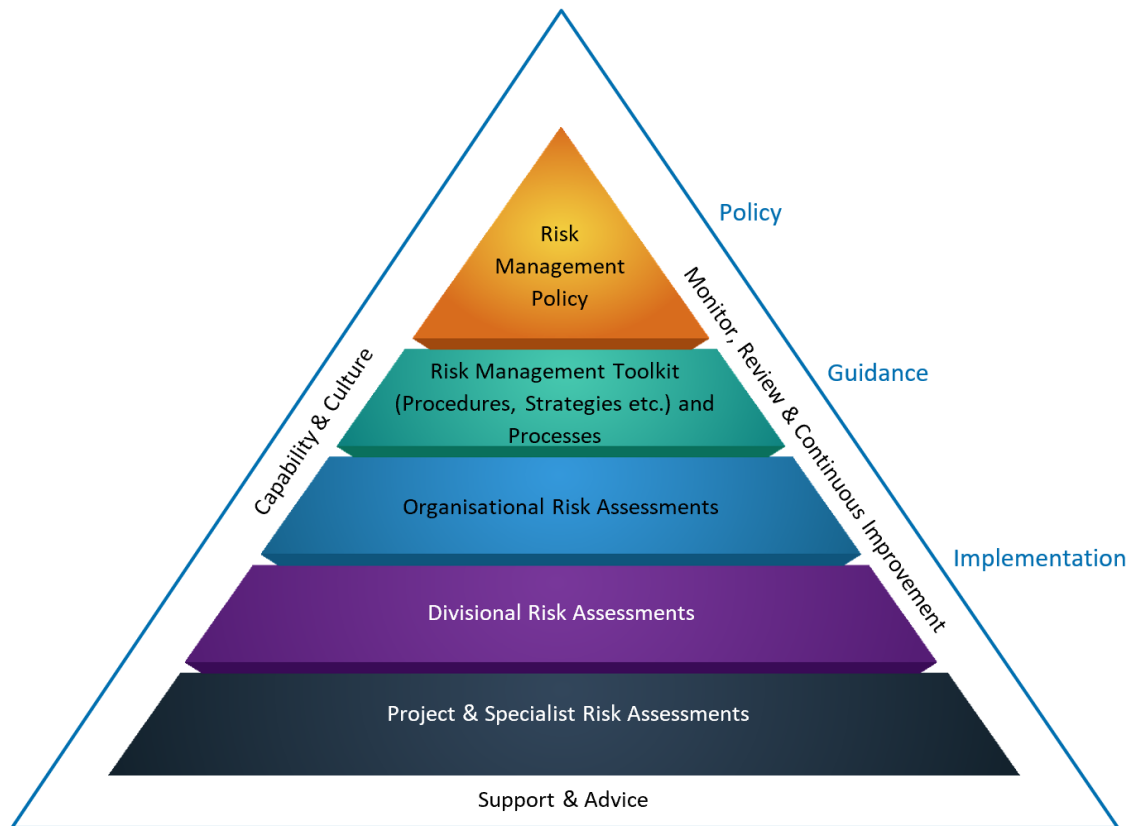 Policy
Risk
Management
Policy
Monitor, Review & Continuous Improvement
Guidance
Capability & Culture
Risk Management Toolkit
(Procedures, Strategies etc.) and
Processes
Organisational Risk Assessments
Implementation
Divisional Risk Assessments
Project & Specialist Risk Assessments
Support & Advice